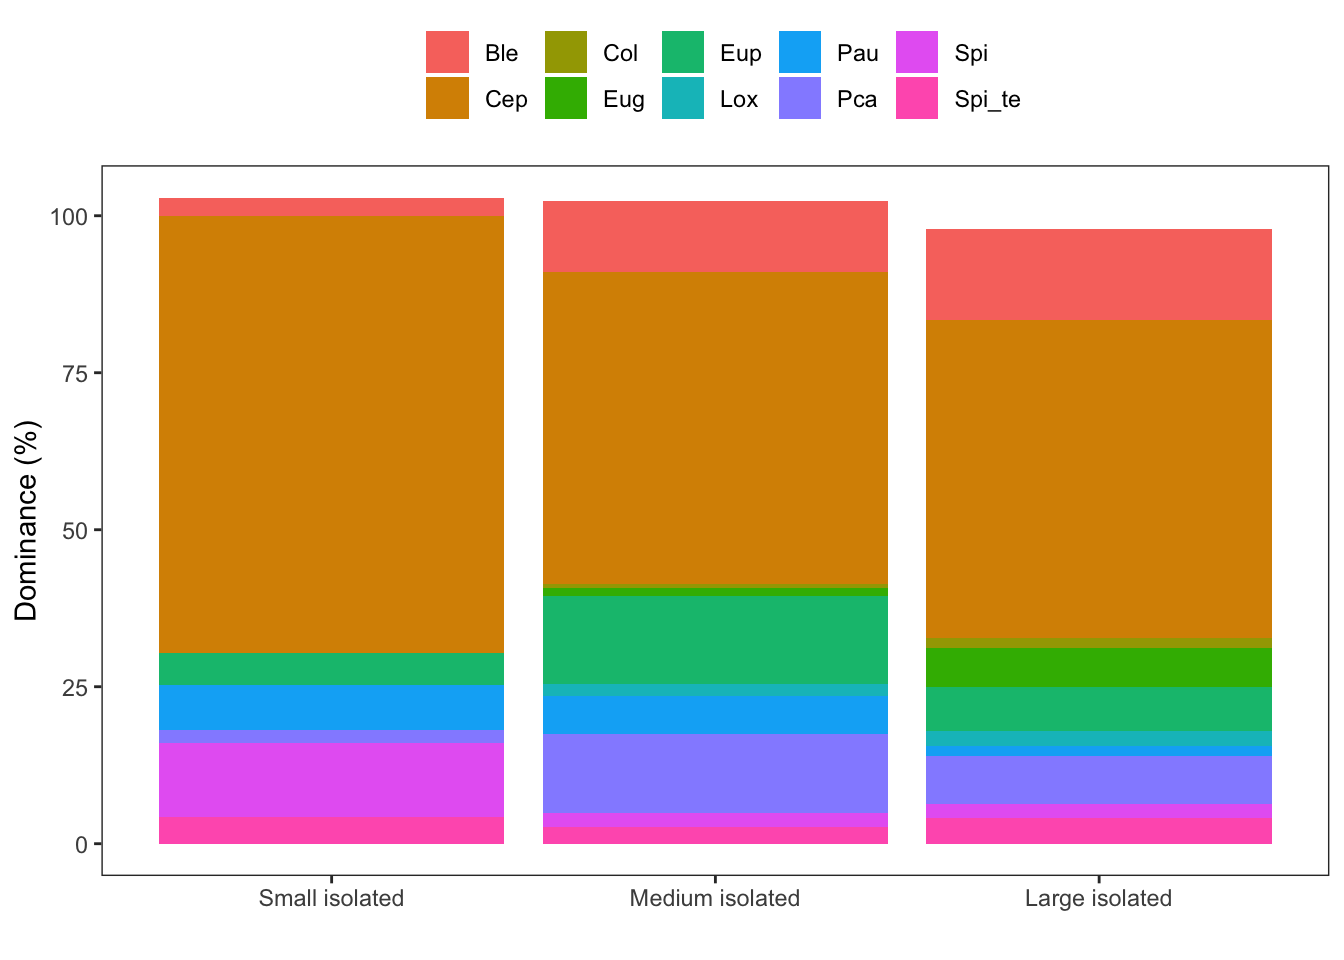 Ble Col Eup Pau Spi
Cep Eug Lox Pca Spi_te
Dominance (%)
100
75
50
25
0
Small isolated Medium isolated Large isolated